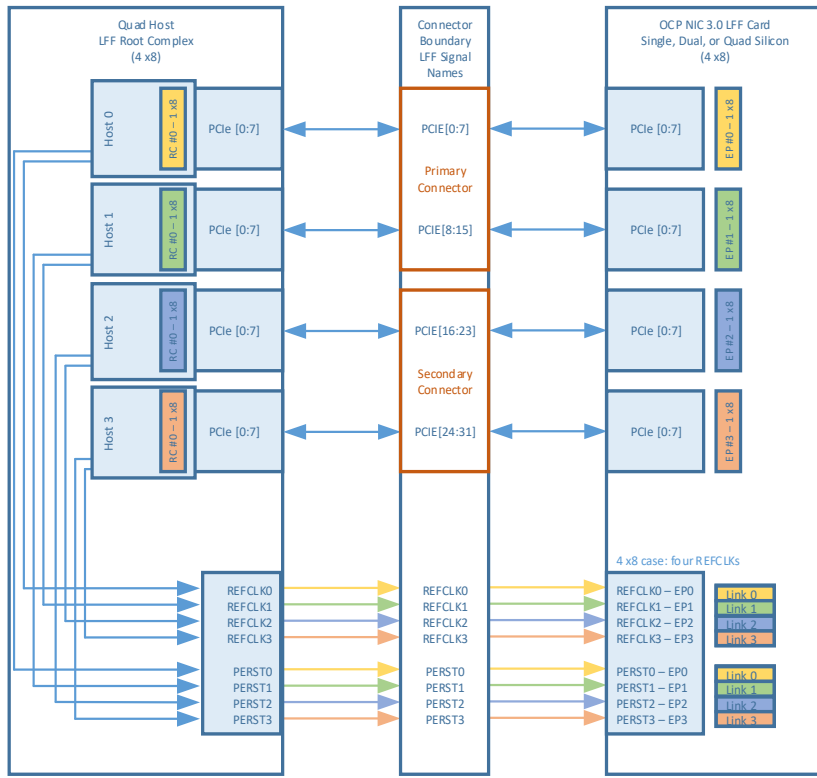 Quad Host
LFF Root Complex
(4 x8)
Connector
Boundary
LFF Signal
Names
OCP NIC 3.0 LFF Card
Single, Dual, or Quad Silicon
(4 x8)
Host 0
RC #0 – 1 x8
PCIe [0:7]
PCIE[0:7]
PCIe [0:7]
EP #0 – 1 x8
Primary
Connector
Host 1
RC #0 – 1 x8
PCIe [0:7]
PCIE[8:15]
PCIe [0:7]
EP #1 – 1 x8
Host 2
RC #0 – 1 x8
PCIe [0:7]
PCIE[16:23]
PCIe [0:7]
EP #2 – 1 x8
Secondary
Connector
Host 3
RC #0 – 1 x8
PCIe [0:7]
PCIE[24:31]
PCIe [0:7]
EP #3 – 1 x8
4 x8 case: four REFCLKs
REFCLK0
REFCLK1
REFCLK2
REFCLK3
PERST0
PERST1
PERST2
PERST3
REFCLK0
REFCLK1
REFCLK2
REFCLK3
PERST0
PERST1
PERST2
PERST3
REFCLK0 – EP0
REFCLK1 – EP1
REFCLK2 – EP2
REFCLK3 – EP3
PERST0 – EP0
PERST1 – EP1
PERST2 – EP2
PERST3 – EP3
Link 0
Link 1
Link 2
Link 3
Link 0
Link 1
Link 2
Link 3